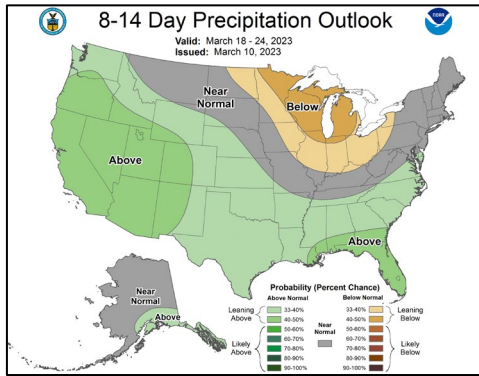 8-14 Day Precipitation Outlook
Valid: March 18 - 24, 2023
Issued: March 10, 2023
NOAA
Near
Normal
Below
Above
Above
Near
Normal
Above
Probability (Percent Chance)
Above Normal
Below Normal
Leaning
Above
33-40%
40-50%
33-40%
40-50%
Leaning
Below
Likely
Above
50-60%
60-70%
70-80%
80-90%
90-100%
Near
Normal
50-60%
60-70%
70-80%
80-90%
90-100%
Likely
Below